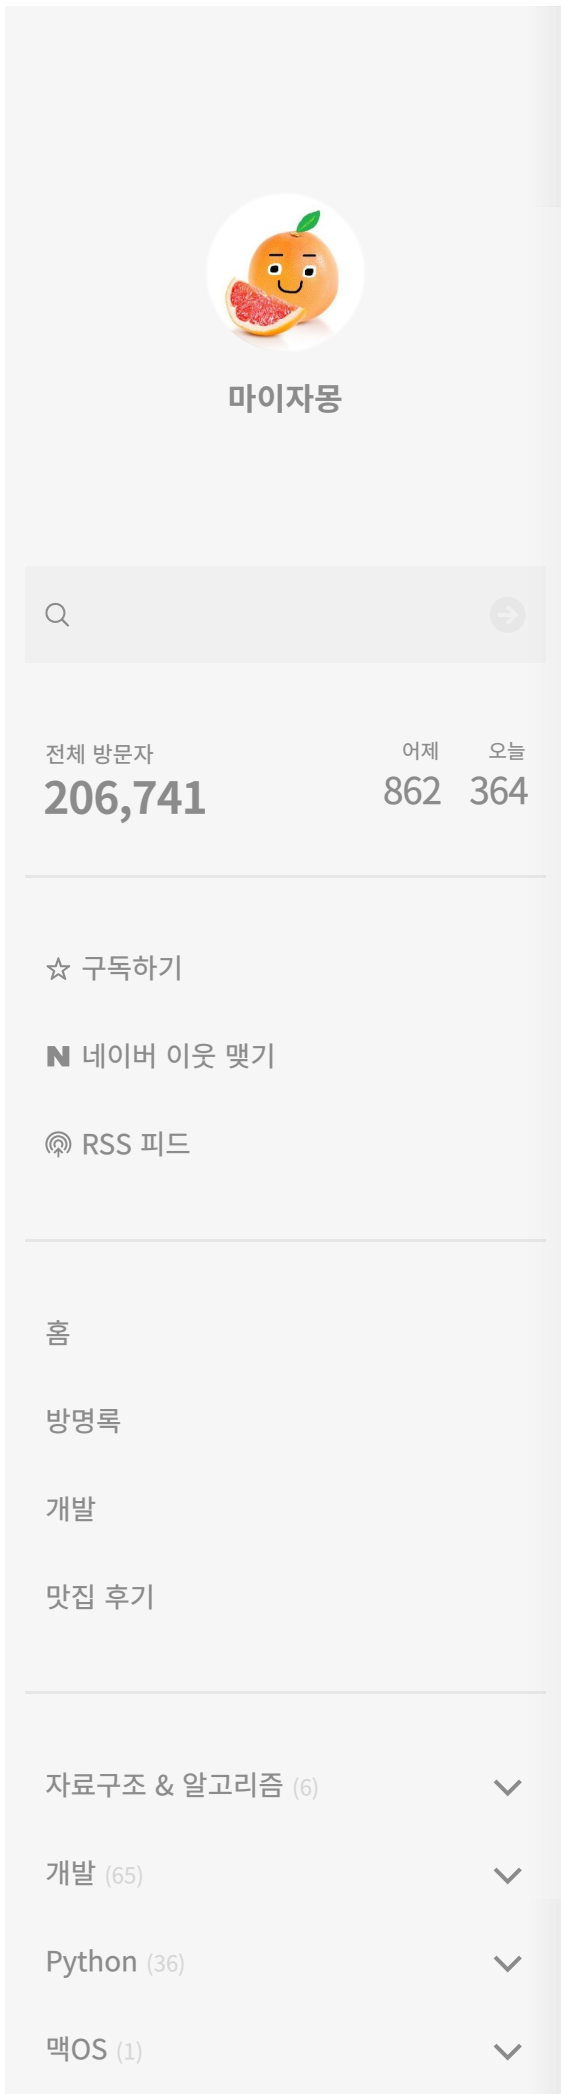 마이자몽
전체 방문자
206,741
어제 오늘
862 364
구독하기
N 네이버 이웃 맺기
RSS 피드
홈
방명록
개발
맛집 후기
자료구조 & 알고리즘 (6)
개발 (65)
Python (36)
맥OS (1)